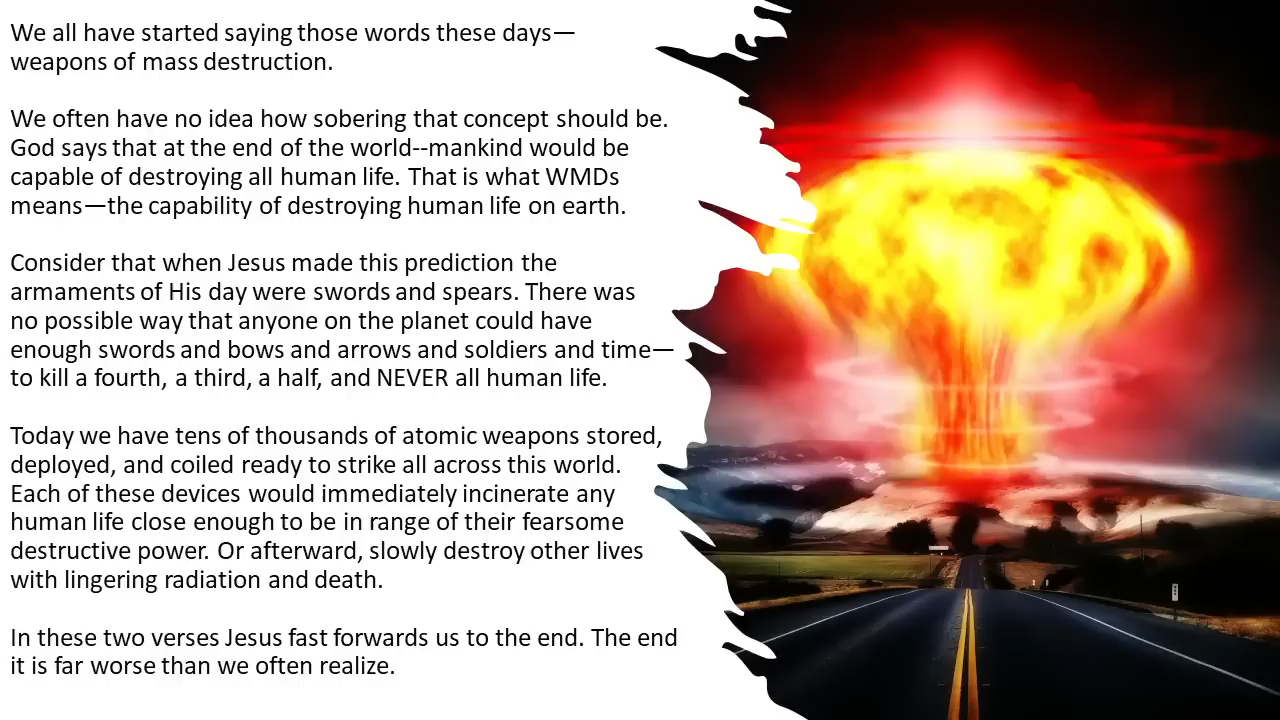 We all have started saying those words these days—
weapons of mass destruction.
We often have no idea how sobering that concept should be.
God says that at the end of the world--mankind would be
capable of destroying all human life. That is what WMDs
means—the capability of destroying human life on earth.
Consider that when Jesus made this prediction the
armaments of His day were swords and spears. There was
no possible way that anyone on the planet could have
enough swords and bows and arrows and soldiers and time—
to kill a fourth, a third, a half, and NEVER all human life.
Today we have tens of thousands of atomic weapons stored,
deployed, and coiled ready to strike all across this world.
Each of these devices would immediately incinerate any
human life close enough to be in range of their fearsome
destructive power. Or afterward, slowly destroy other lives
with lingering radiation and death.
In these two verses Jesus fast forwards us to the end. The end
it is far worse than we often realize.